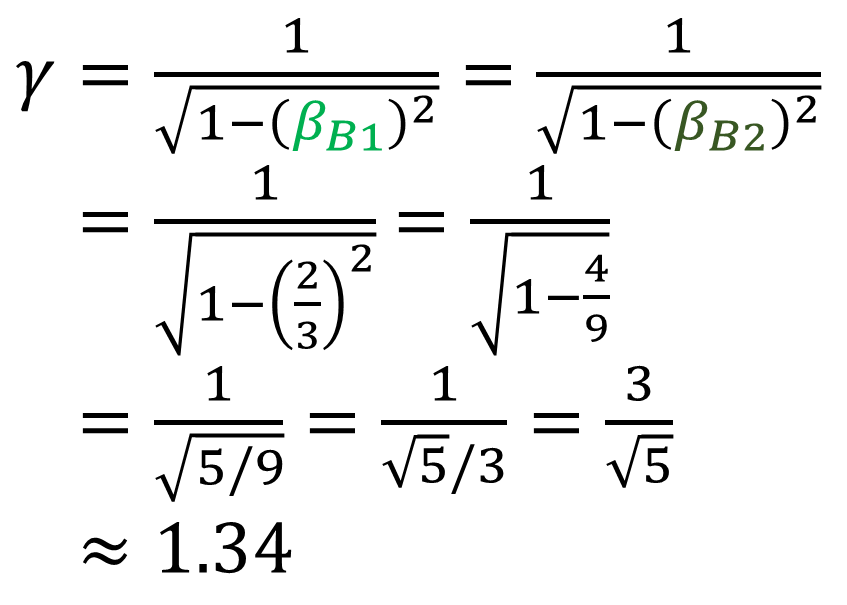 γ = 1/√(1−(β_B1)²) = 1/√(1−(β_B2)²)
= 1/√(1−(2/3)²) = 1/√(1−4/9)
= 1/√(5/9) = 1/(√5/3) = 3/√5
≈ 1.34